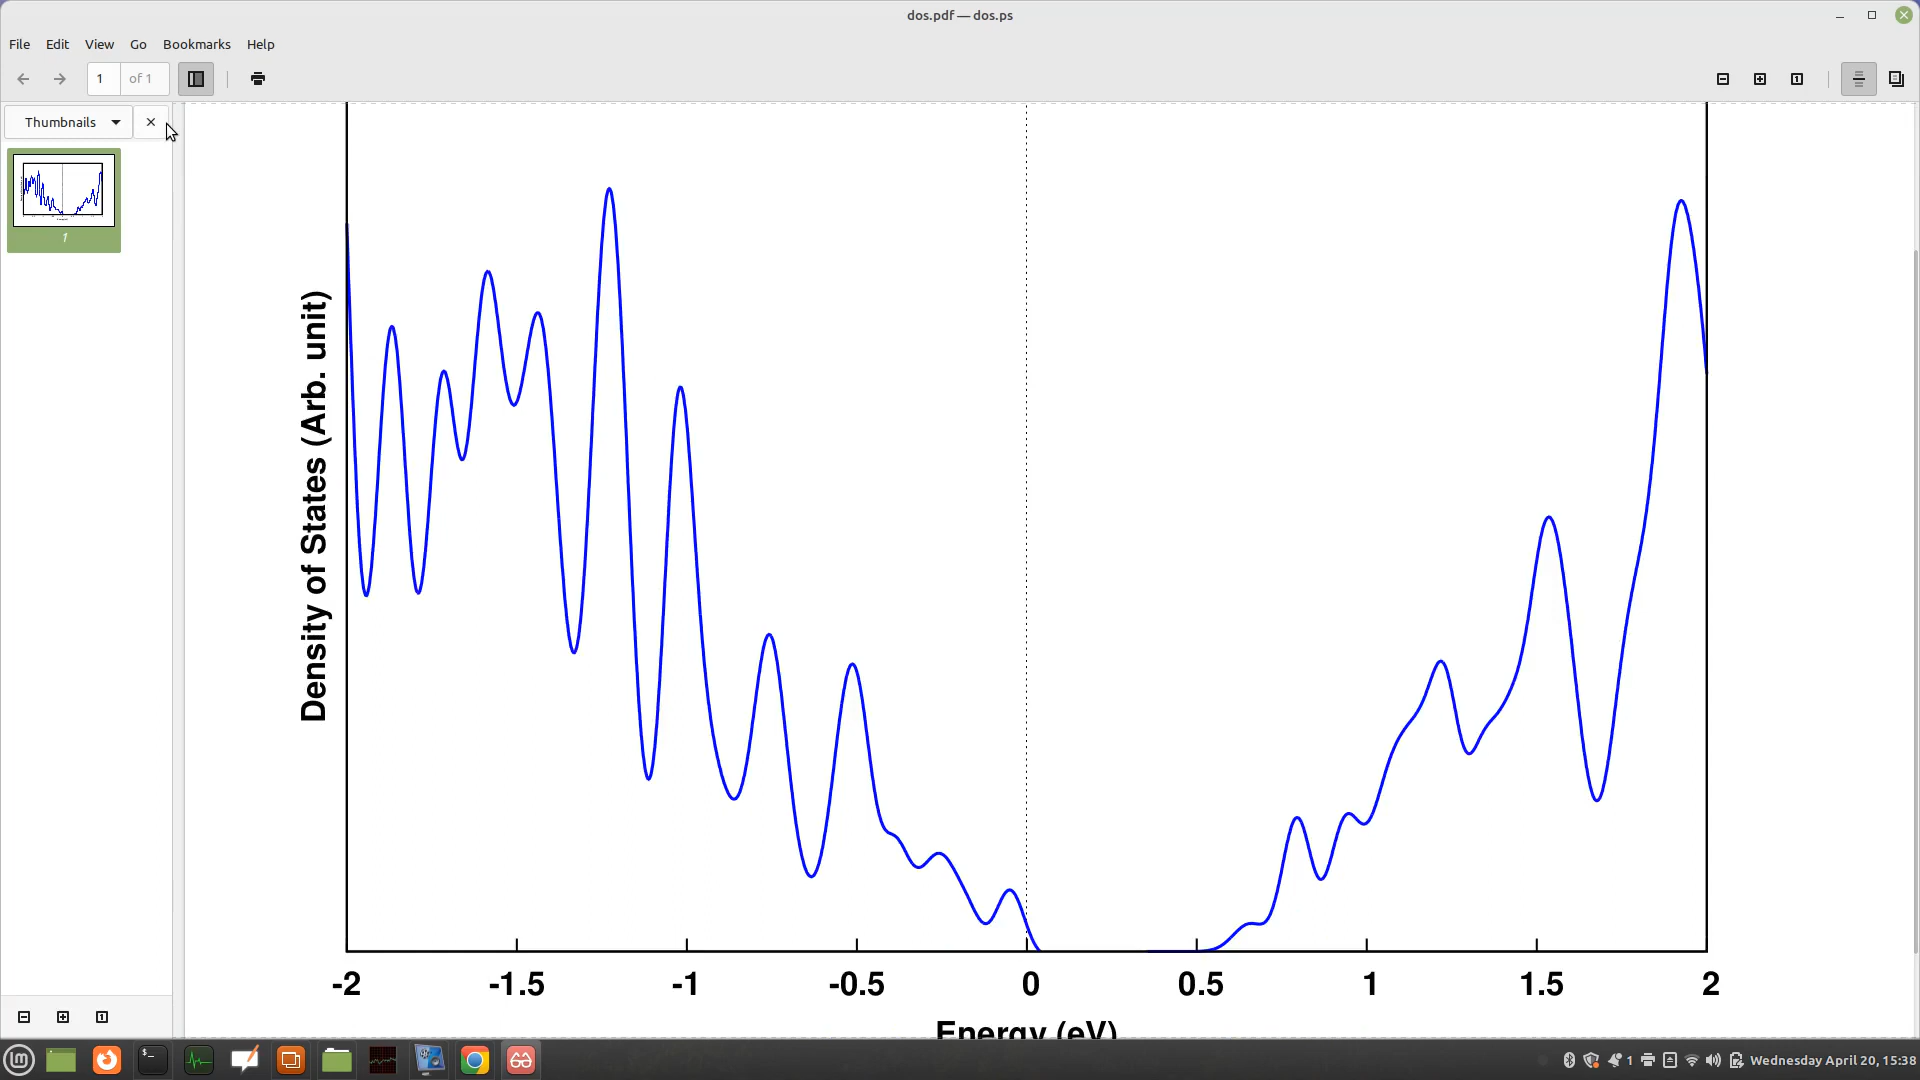 dos.pdf — dos.ps
File Edit View Go Bookmarks Help
1 of 1
Thumbnails
1
Density of States (Arb. unit)
-2 -1.5 -1 -0.5 0 0.5 1 1.5 2
Energy (eV)
1 Wednesday April 20, 15:38